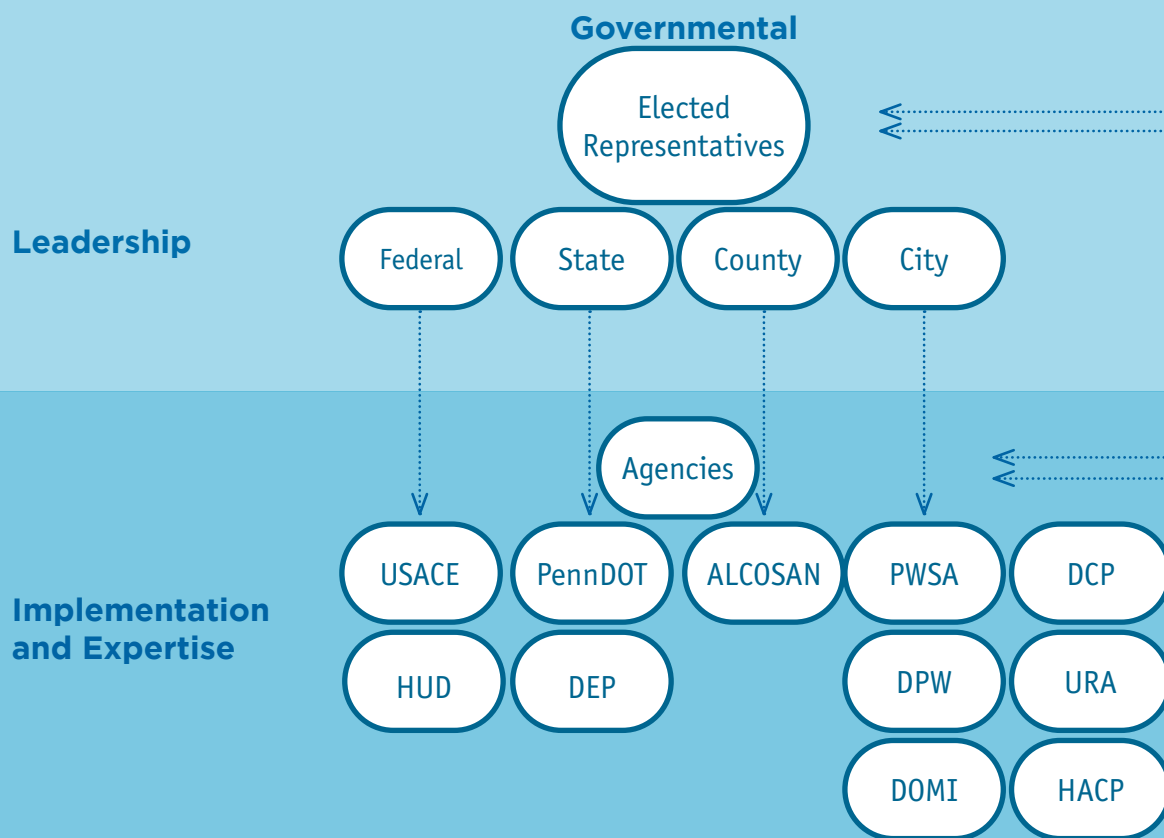 Governmental
Elected
Representatives
Leadership
Federal
State
County
City
Agencies
USACE
PennDOT
ALCOSAN
PWSA
DCP
Implementation
and Expertise
HUD
DEP
DPW
URA
DOMI
HACP